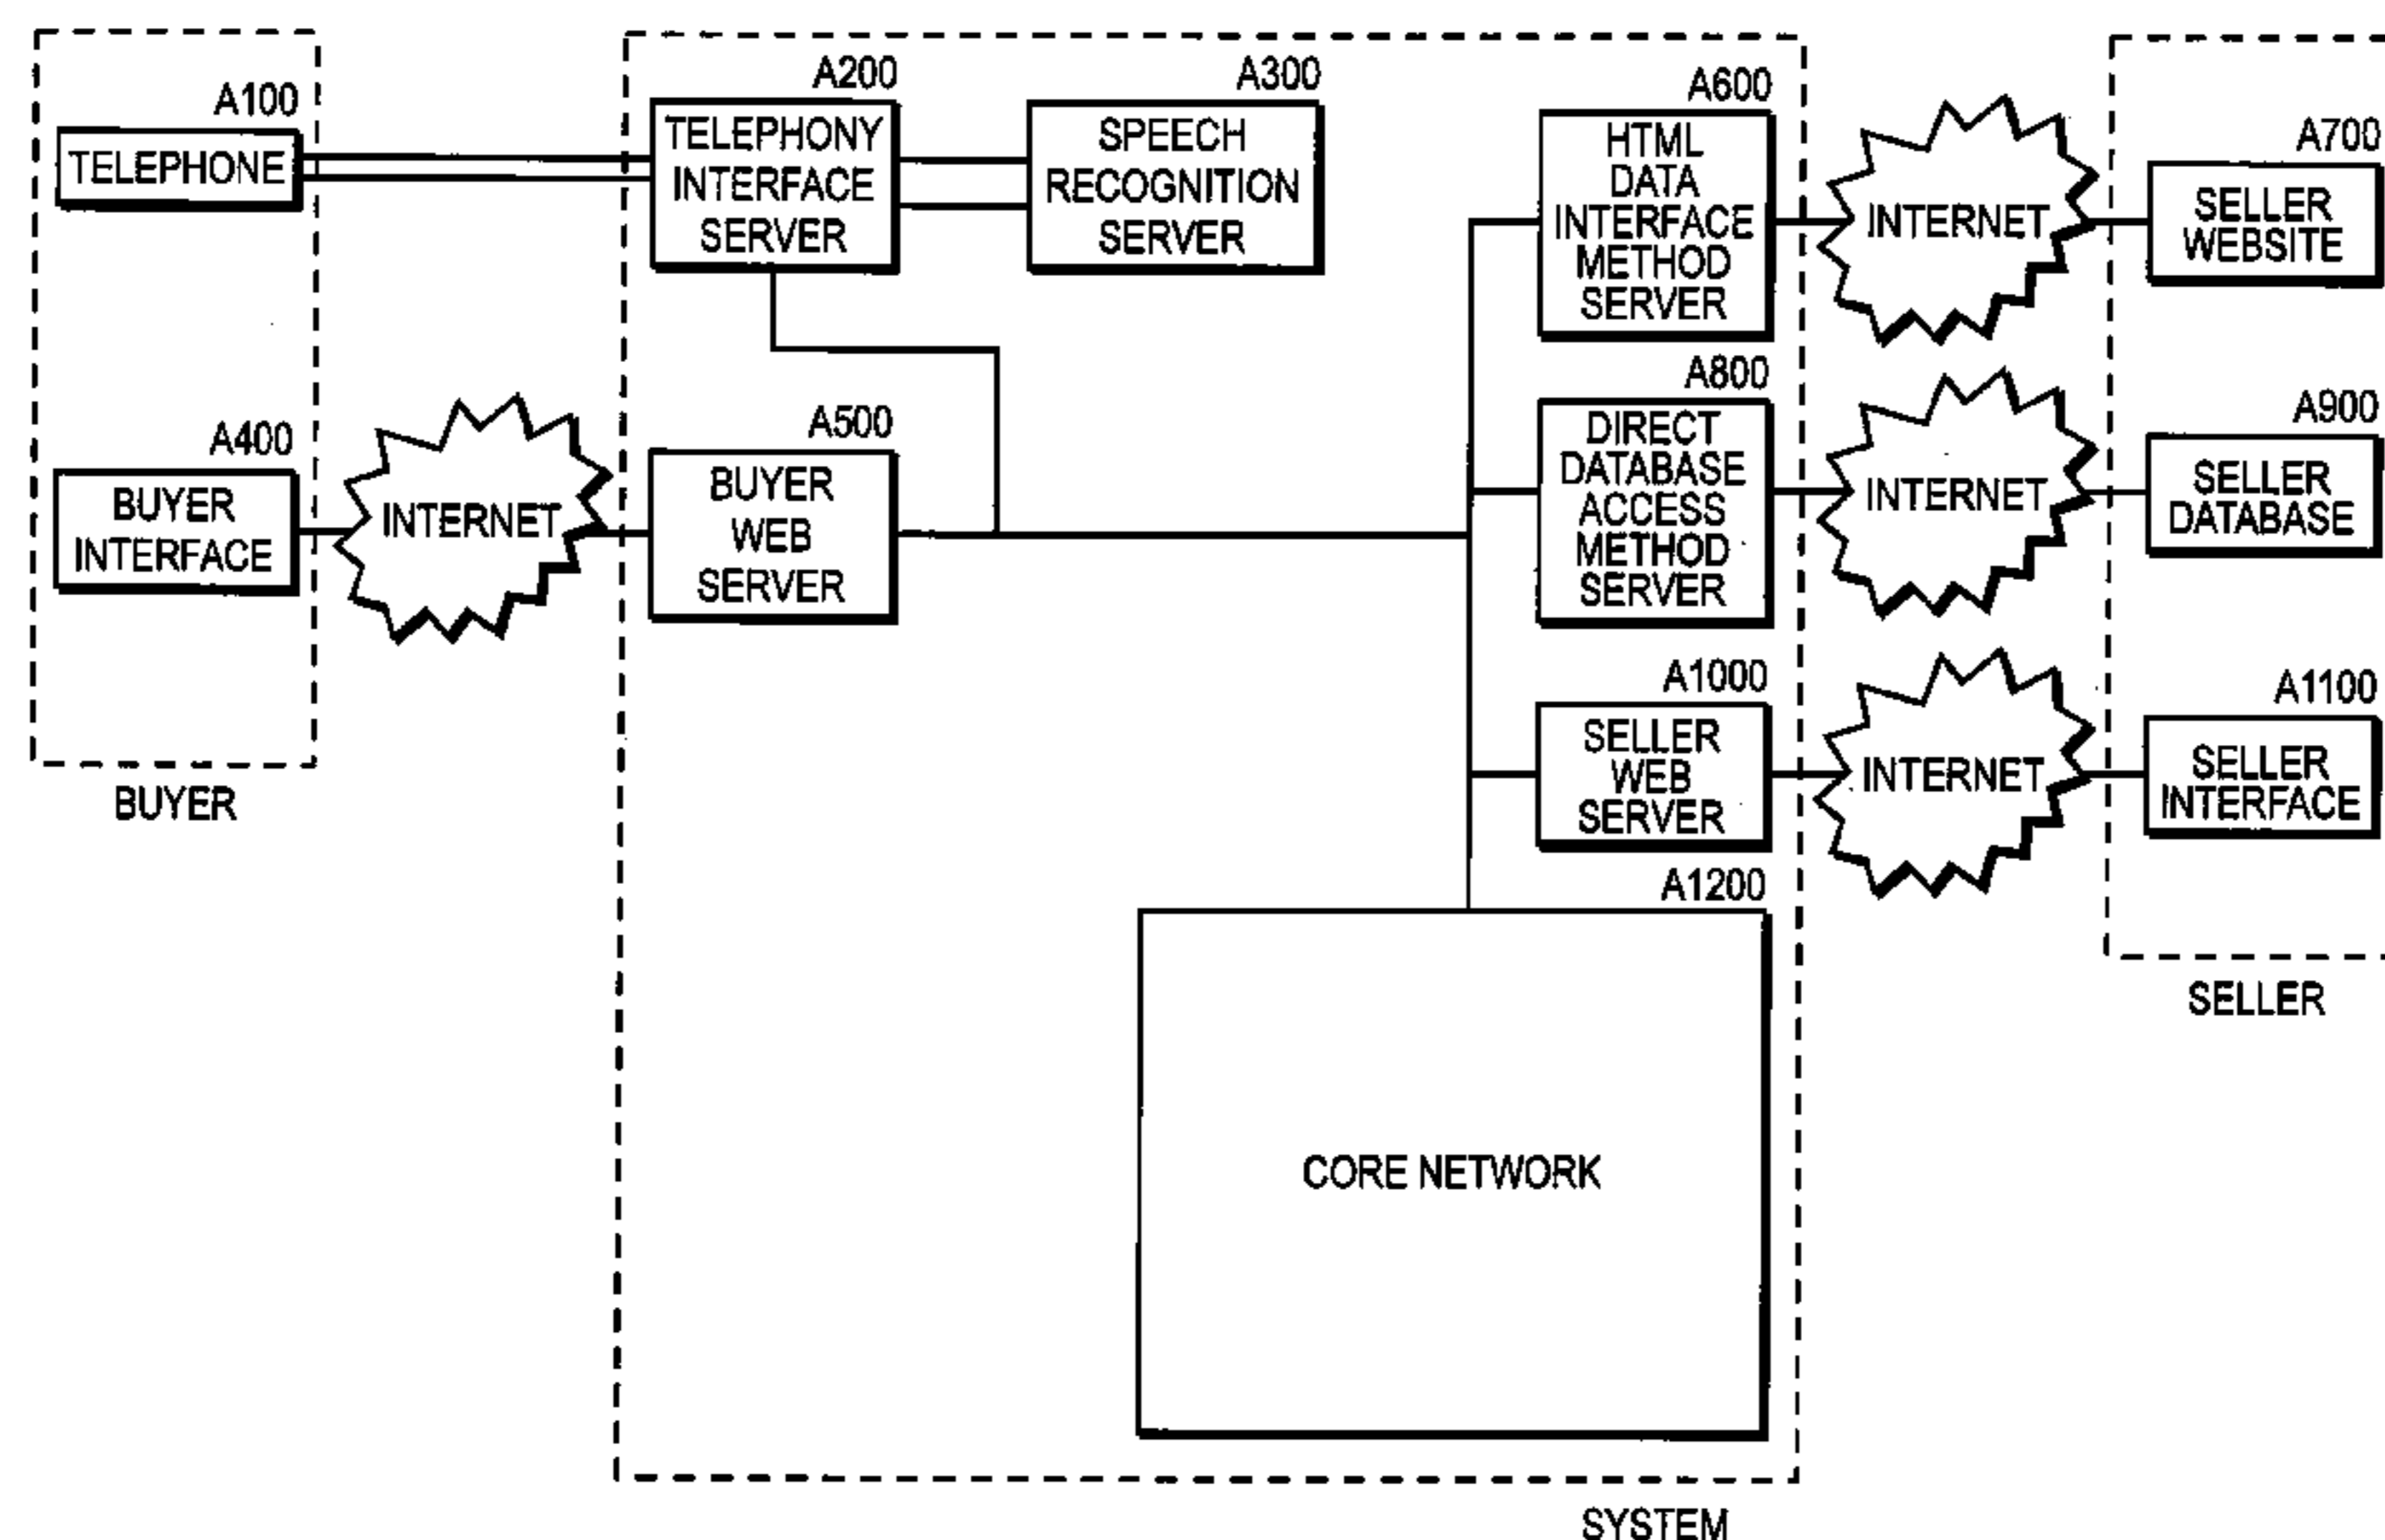 A100
TELEPHONE
A200
TELEPHONY
INTERFACE
SERVER
A300
SPEECH
RECOGNITION
SERVER
A600
HTML
DATA
INTERFACE
METHOD
SERVER
INTERNET
A700
SELLER
WEBSITE
A400
BUYER
INTERFACE
INTERNET
A500
BUYER
WEB
SERVER
A800
DIRECT
DATABASE
ACCESS
METHOD
SERVER
INTERNET
A900
SELLER
DATABASE
A1000
SELLER
WEB
SERVER
INTERNET
A1100
SELLER
INTERFACE
BUYER
A1200
CORE NETWORK
SELLER
SYSTEM